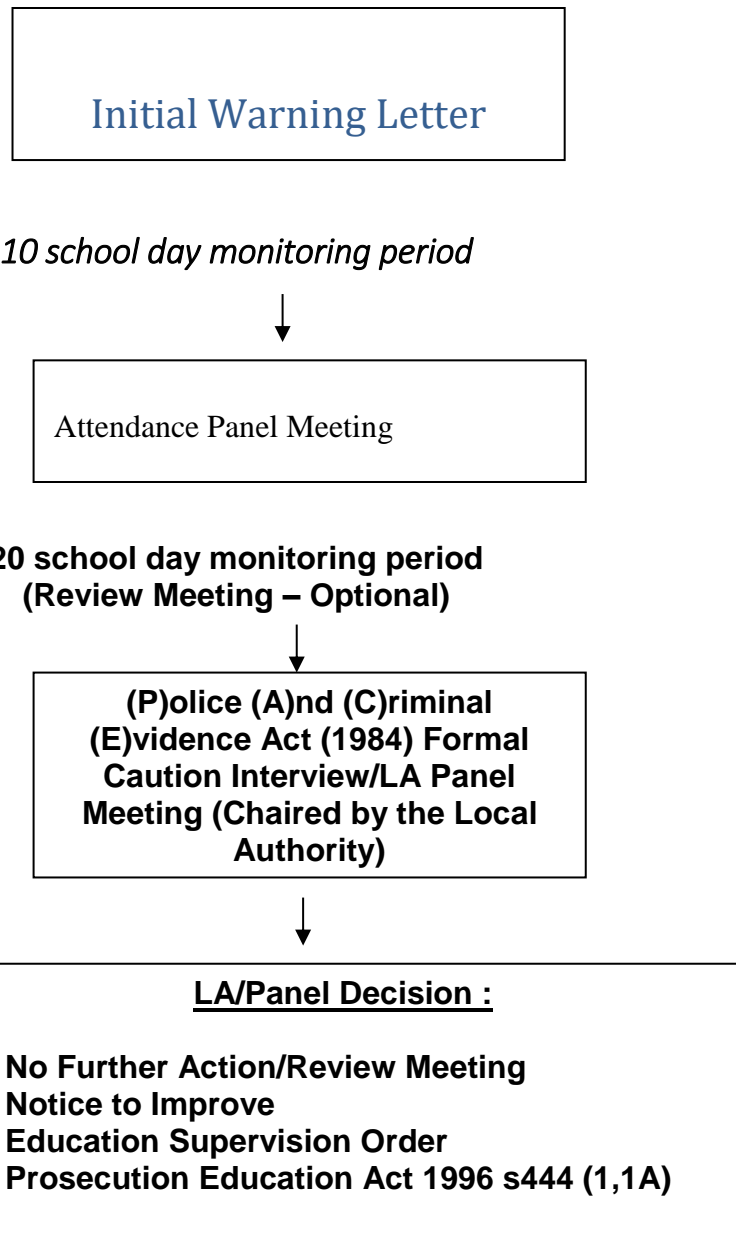 Initial Warning Letter
10 school day monitoring period
Attendance Panel Meeting
20 school day monitoring period
(Review Meeting – Optional)
(P)olice (A)nd (C)riminal
(E)vidence Act (1984) Formal
Caution Interview/LA Panel
Meeting (Chaired by the Local
Authority)
LA/Panel Decision :
No Further Action/Review Meeting
Notice to Improve
Education Supervision Order
Prosecution Education Act 1996 s444 (1,1A)